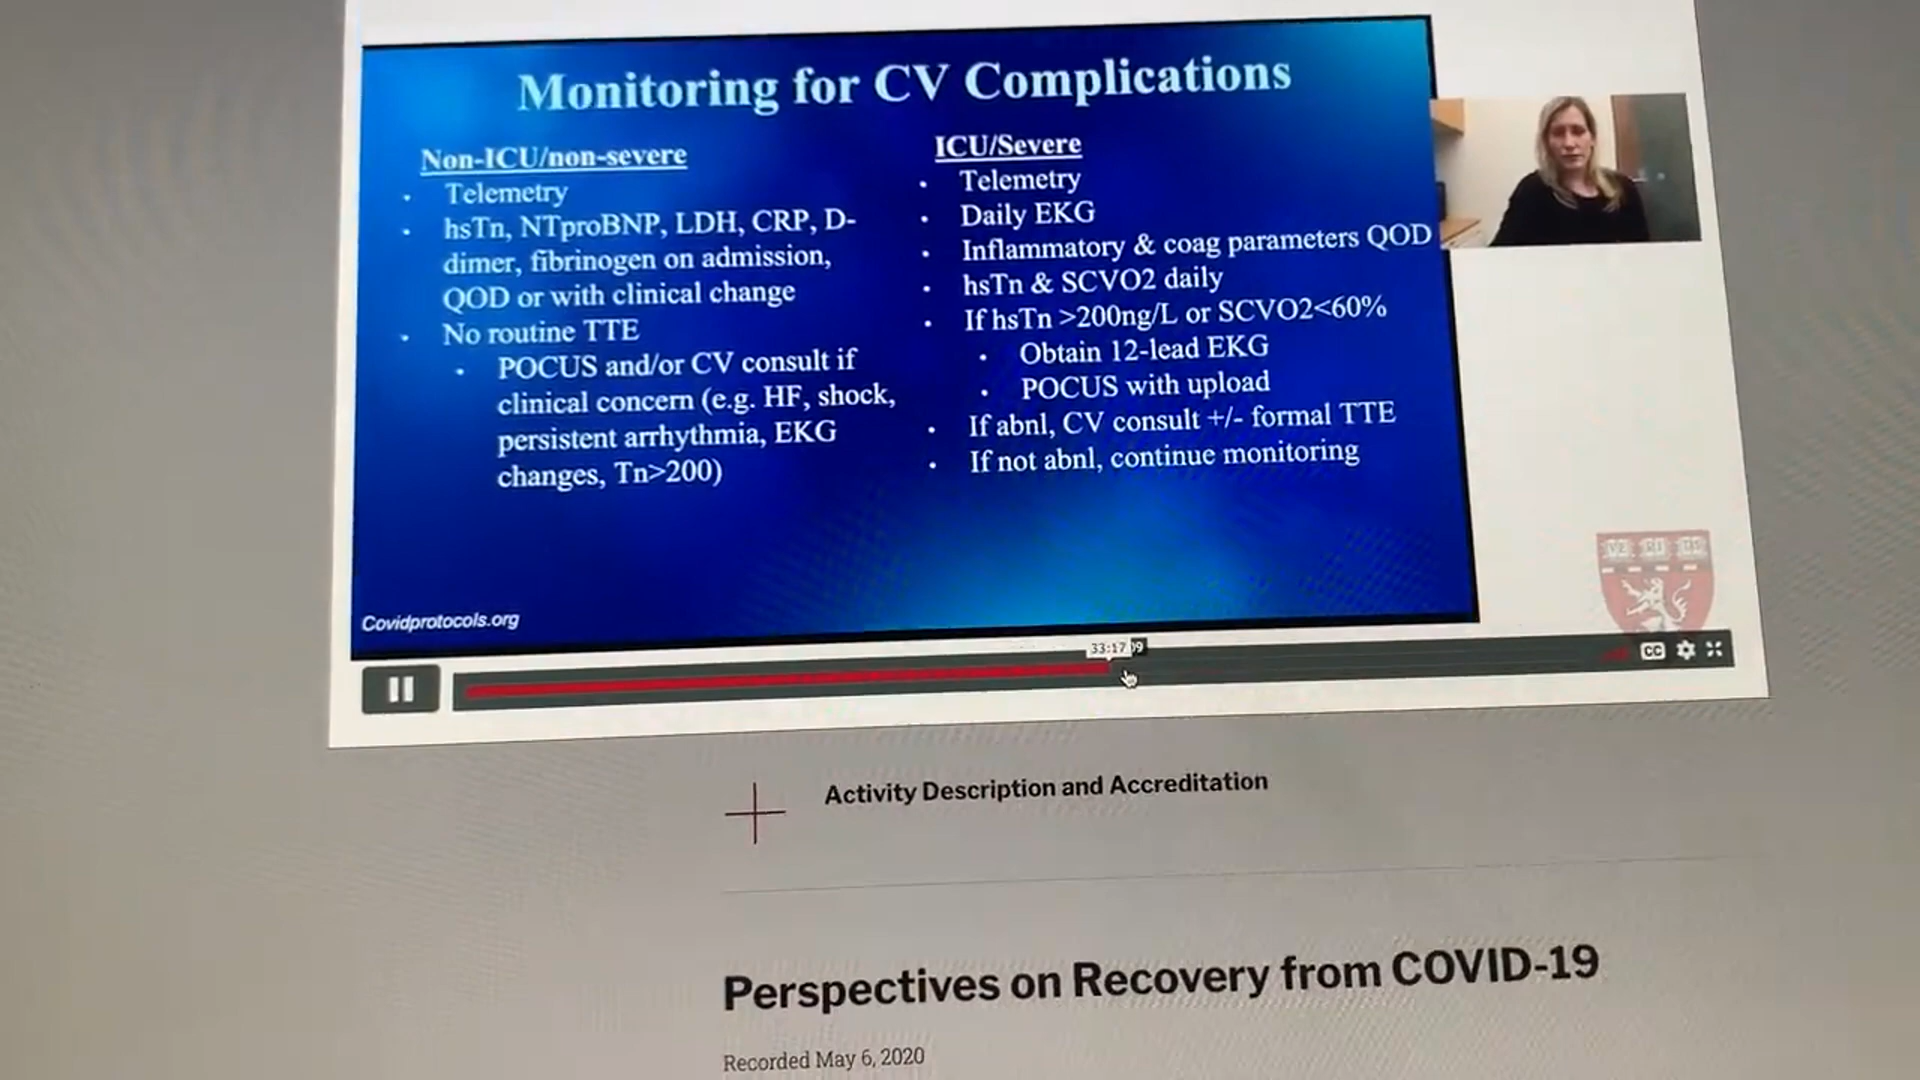 Monitoring for CV Complications
Non-ICU/non-severe
• Telemetry
• hsTn, NTproBNP, LDH, CRP, D-
dimer, fibrinogen on admission,
QOD or with clinical change
• No routine TTE
• POCUS and/or CV consult if
clinical concern (e.g. HF, shock,
persistent arrhythmia, EKG
changes, Tn>200)
ICU/Severe
• Telemetry
• Daily EKG
• Inflammatory & coag parameters QOD
• hsTn & SCVO2 daily
• If hsTn >200ng/L or SCVO2<60%
• Obtain 12-lead EKG
• POCUS with upload
• If abnl, CV consult +/- formal TTE
• If not abnl, continue monitoring
Covidprotocols.org
VE RI TAS
33:17
CC
Activity Description and Accreditation
Perspectives on Recovery from COVID-19
Recorded May 6, 2020